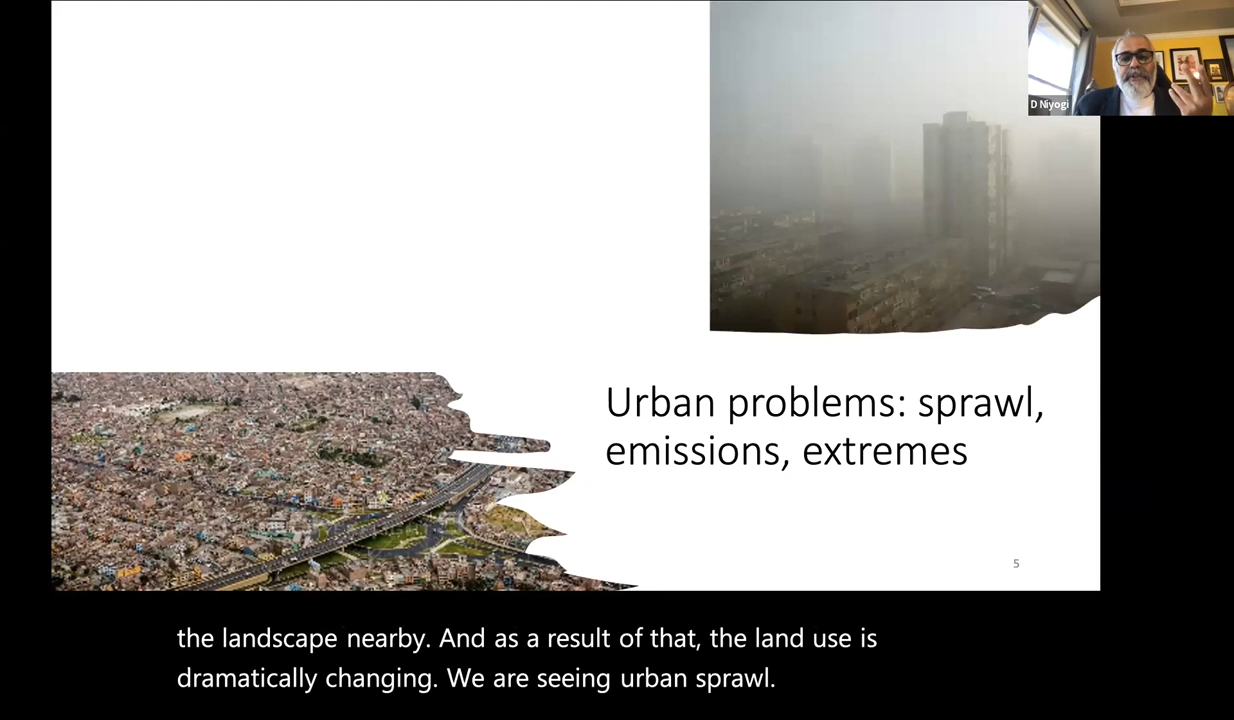 D Niyogi
Urban problems: sprawl,
emissions, extremes
5
the landscape nearby. And as a result of that, the land use is
dramatically changing. We are seeing urban sprawl.